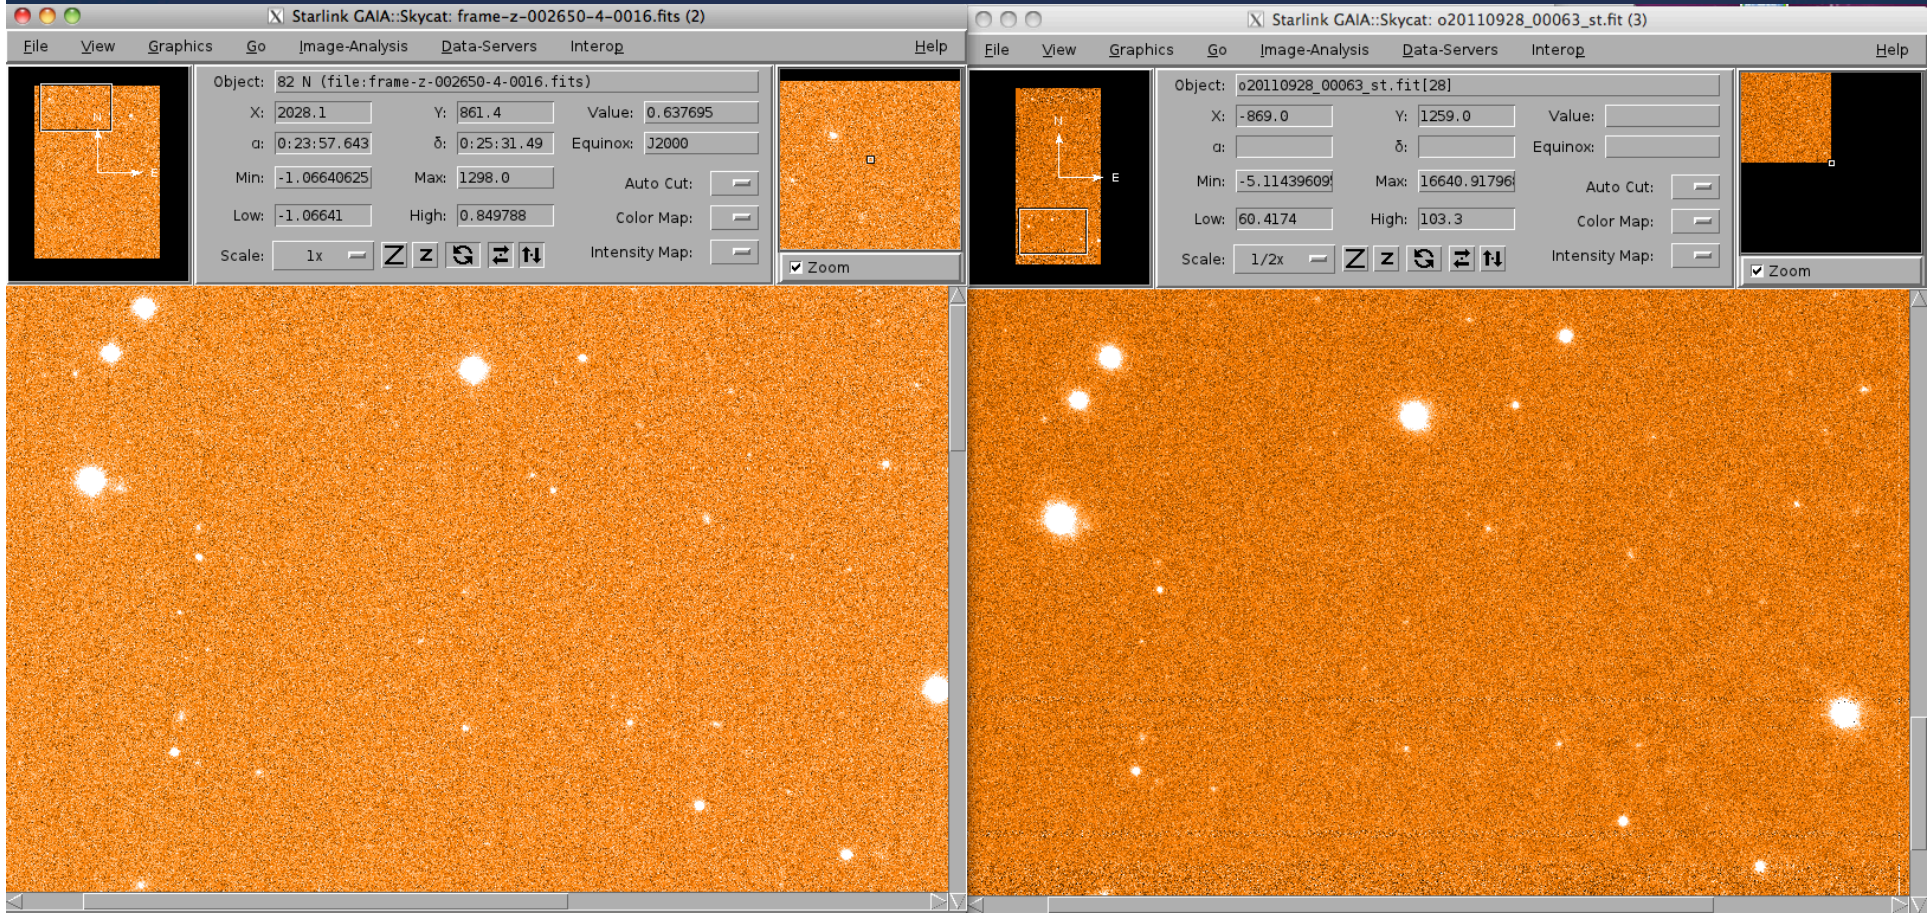 Starlink GAIA::Skycat: frame-z-002650-4-0016.fits (2)
File View Graphics Go Image-Analysis Data-Servers Interop Help
Object: 82 N (file:frame-z-002650-4-0016.fits)
X: 2028.1 Y: 861.4 Value: 0.637695
α: 0:23:57.643 δ: 0:25:31.49 Equinox: J2000
Min: -1.06640625 Max: 1298.0 Auto Cut:
Low: -1.06641 High: 0.849788 Color Map:
Scale: 1x Z z Intensity Map:
Zoom
N
E
Starlink GAIA::Skycat: o20110928_00063_st.fit (3)
File View Graphics Go Image-Analysis Data-Servers Interop Help
Object: o20110928_00063_st.fit[28]
X: -869.0 Y: 1259.0 Value:
α: δ: Equinox:
Min: -5.11439609 Max: 16640.91796 Auto Cut:
Low: 60.4174 High: 103.3 Color Map:
Scale: 1/2x Z z Intensity Map:
Zoom
N
E